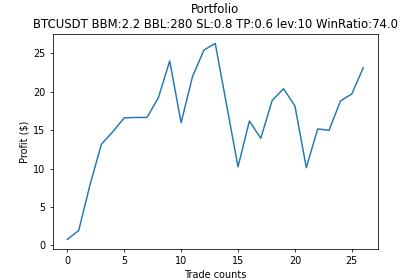 Portfolio
BTCUSDT BBM:2.2 BBL:280 SL:0.8 TP:0.6 lev:10 WinRatio:74.0
25
20
15
10
5
0
Profit ($)
0 5 10 15 20 25
Trade counts